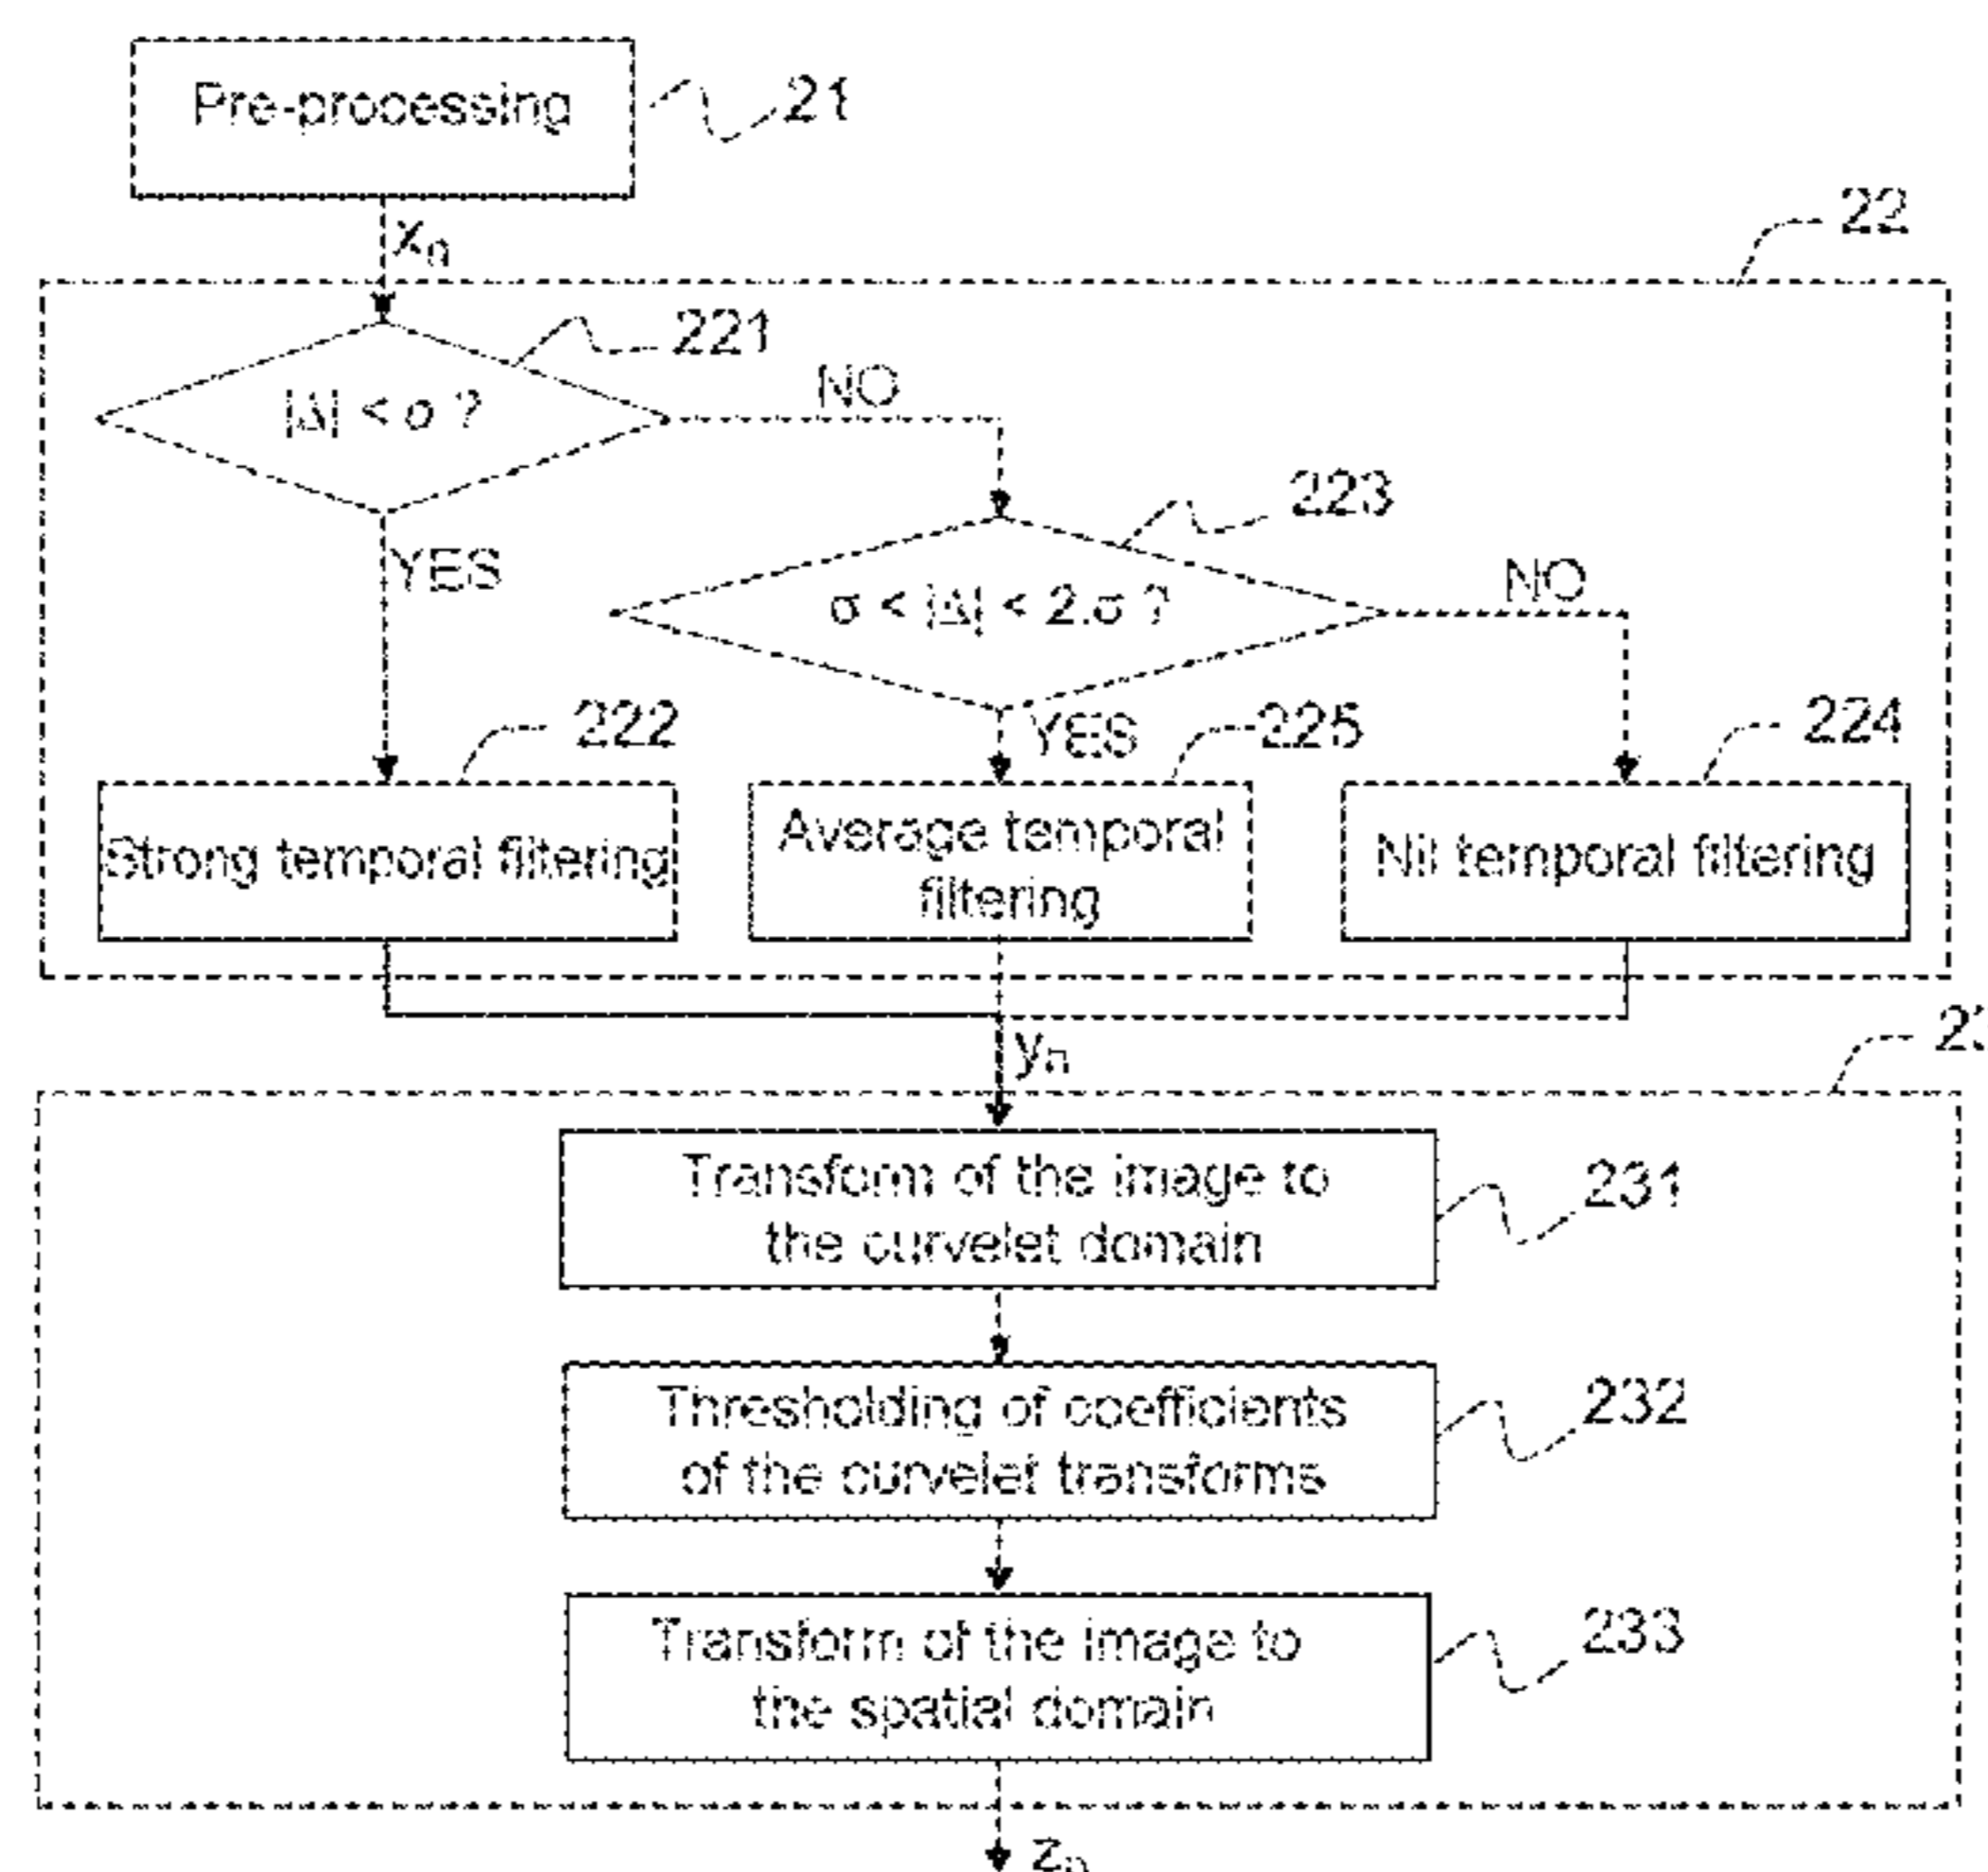 Pre-processing
21
xn
22
221
|Δ| < σ ?
NO
223
YES
σ < |Δ| < 2.σ ?
NO
222
YES
225
224
Strong temporal filtering
Average temporal
filtering
Nil temporal filtering
yn
Transform of the image to
the curvelet domain
231
Thresholding of coefficients
of the curvelet transforms
232
Transform of the image to
the spatial domain
233
zn